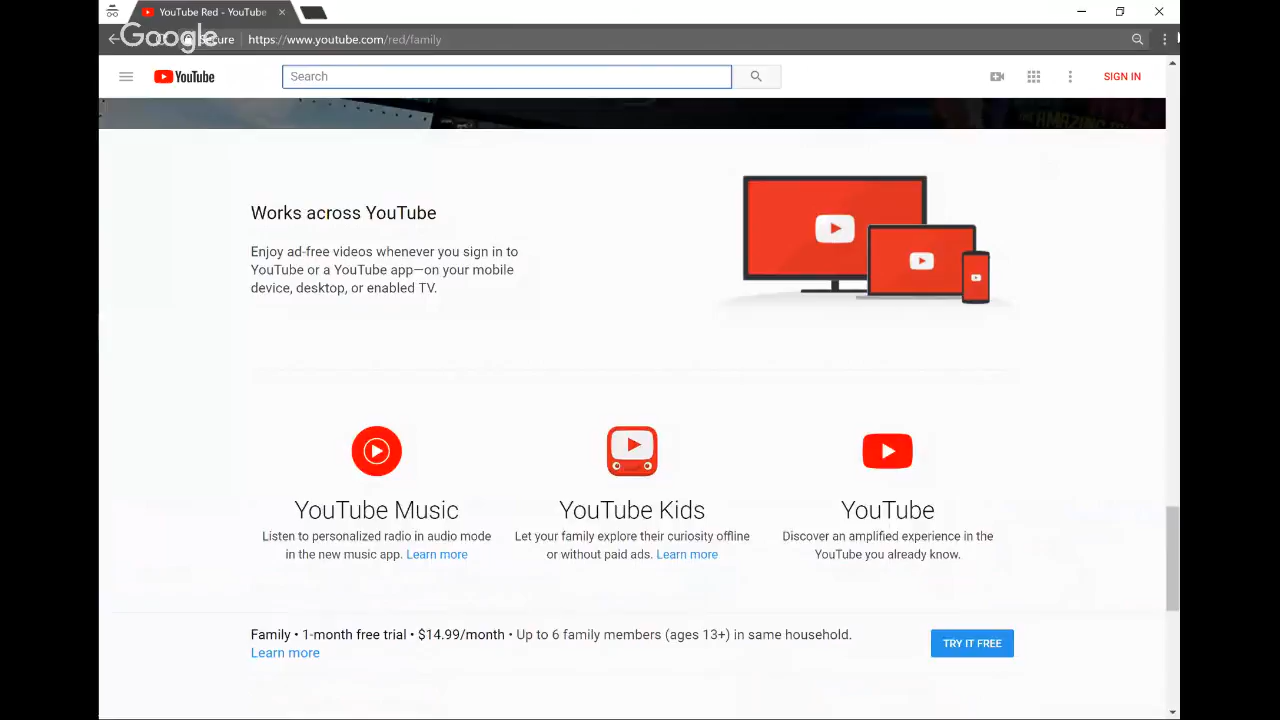 YouTube Red - YouTube
Google
Secure
https://www.youtube.com/red/family
YouTube
Search
SIGN IN
Works across YouTube
Enjoy ad-free videos whenever you sign in to
YouTube or a YouTube app—on your mobile
device, desktop, or enabled TV.
YouTube Music
Listen to personalized radio in audio mode
in the new music app. Learn more
YouTube Kids
Let your family explore their curiosity offline
or without paid ads. Learn more
YouTube
Discover an amplified experience in the
YouTube you already know.
Family • 1-month free trial • $14.99/month • Up to 6 family members (ages 13+) in same household.
Learn more
TRY IT FREE